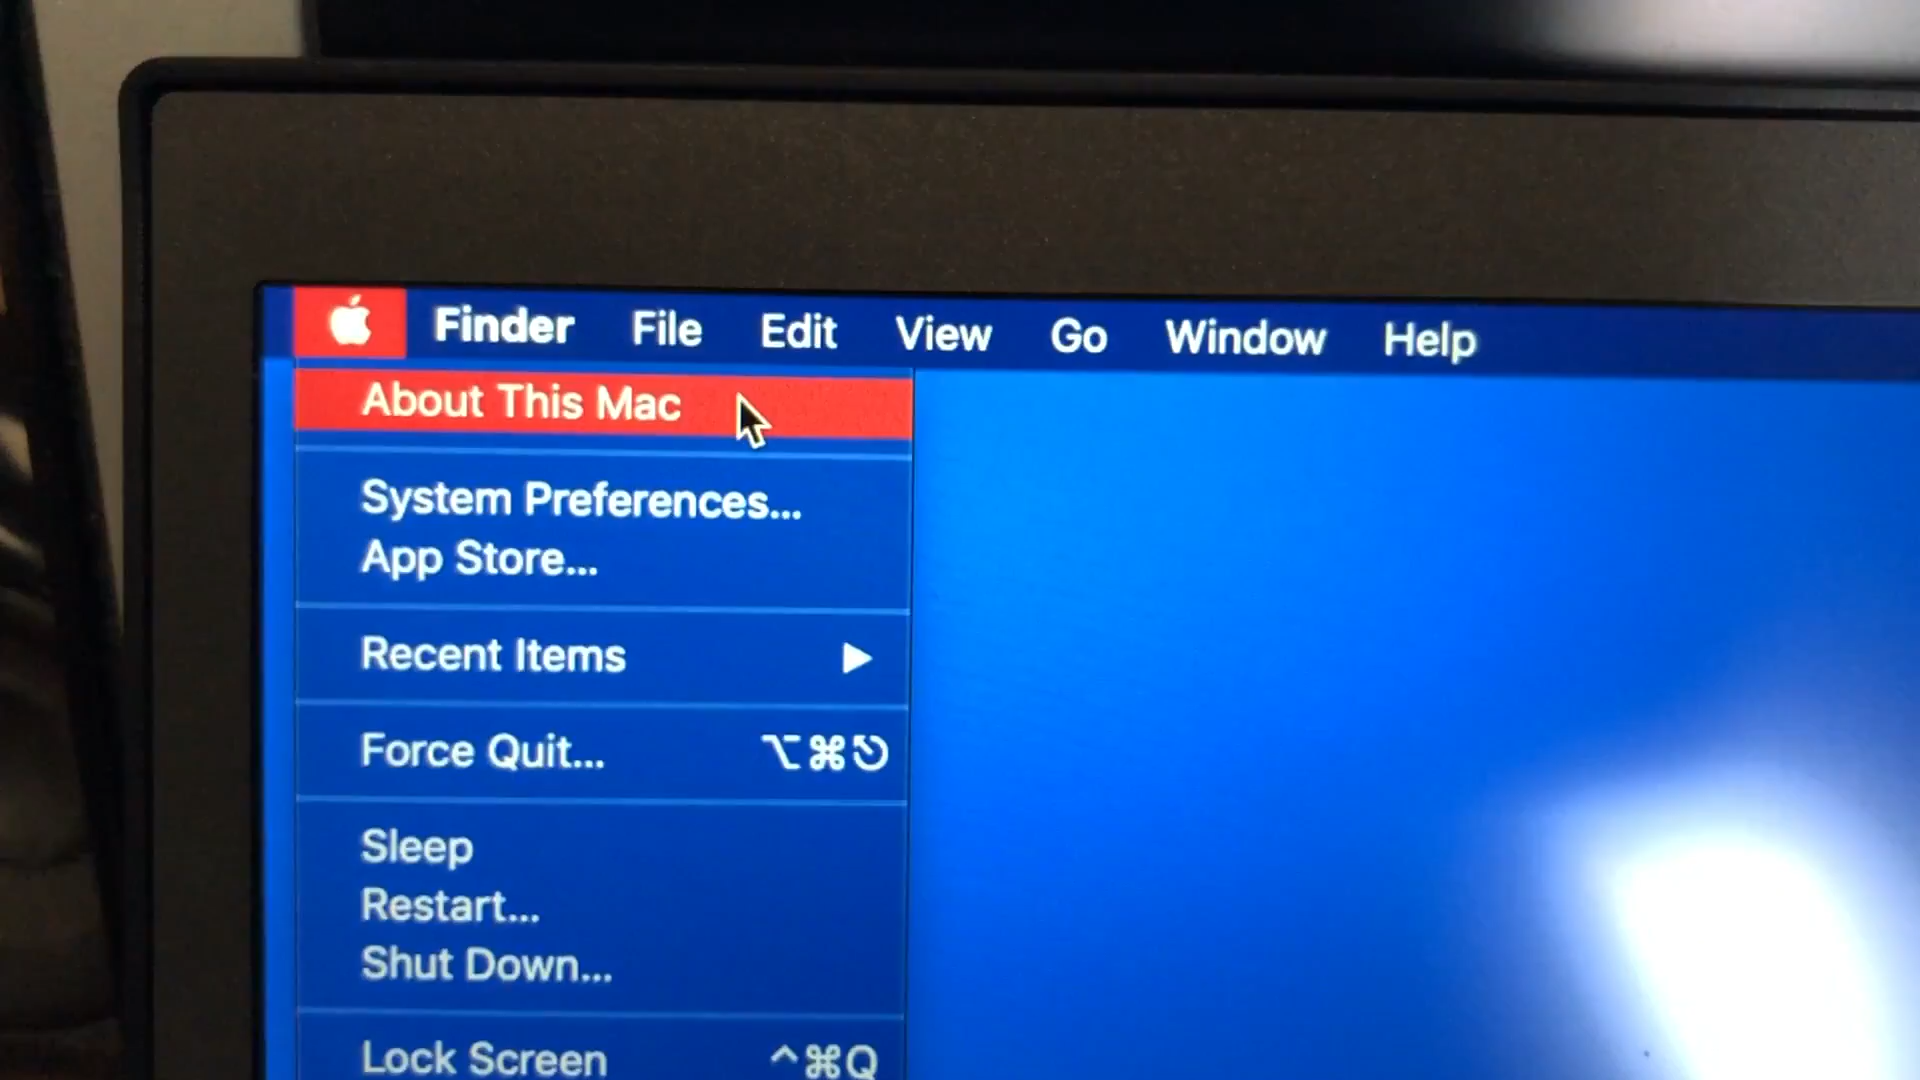 Finder File Edit View Go Window Help
About This Mac
System Preferences...
App Store...
Recent Items ▶
Force Quit... ⌥⌘⎋
Sleep
Restart...
Shut Down...
Lock Screen ^⌘Q